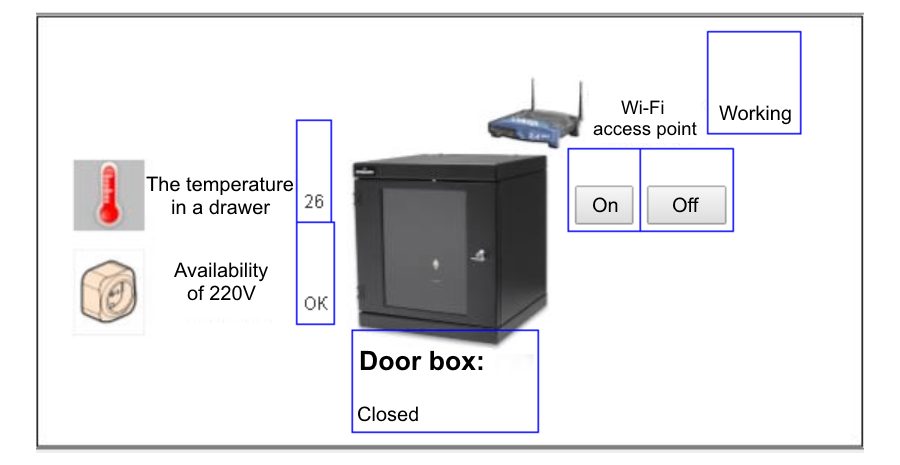 Working
Wi-Fi
access point
On
Off
The temperature
in a drawer
26
Availability
of 220V
OK
Door box:
Closed